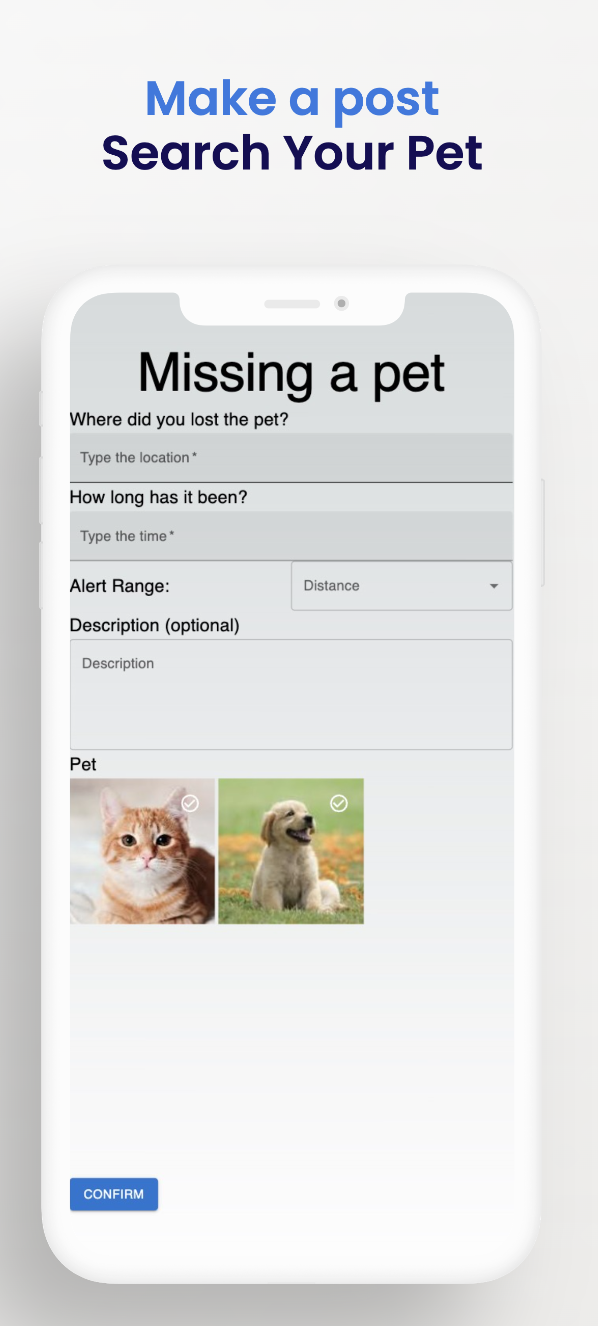 Make a post
Search Your Pet
Missing a pet
Where did you lost the pet?
Type the location *
How long has it been?
Type the time *
Alert Range:
Distance
Description (optional)
Description
Pet
CONFIRM